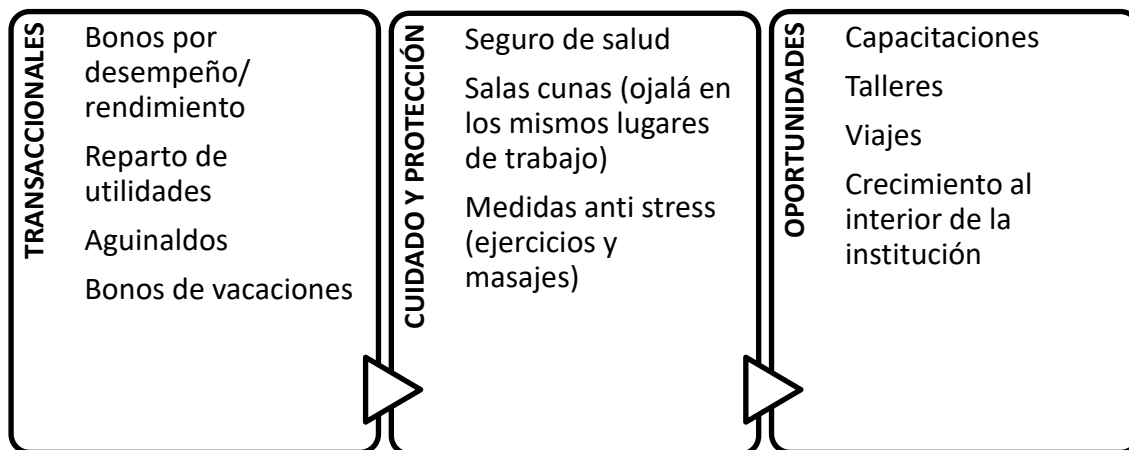 TRANSACCIONALES
Bonos por
desempeño/
rendimiento
Reparto de
utilidades
Aguinaldos
Bonos de vacaciones
CUIDADO Y PROTECCIÓN
Seguro de salud
Salas cunas (ojalá en
los mismos lugares
de trabajo)
Medidas anti stress
(ejercicios y
masajes)
OPORTUNIDADES
Capacitaciones
Talleres
Viajes
Crecimiento al
interior de la
institución